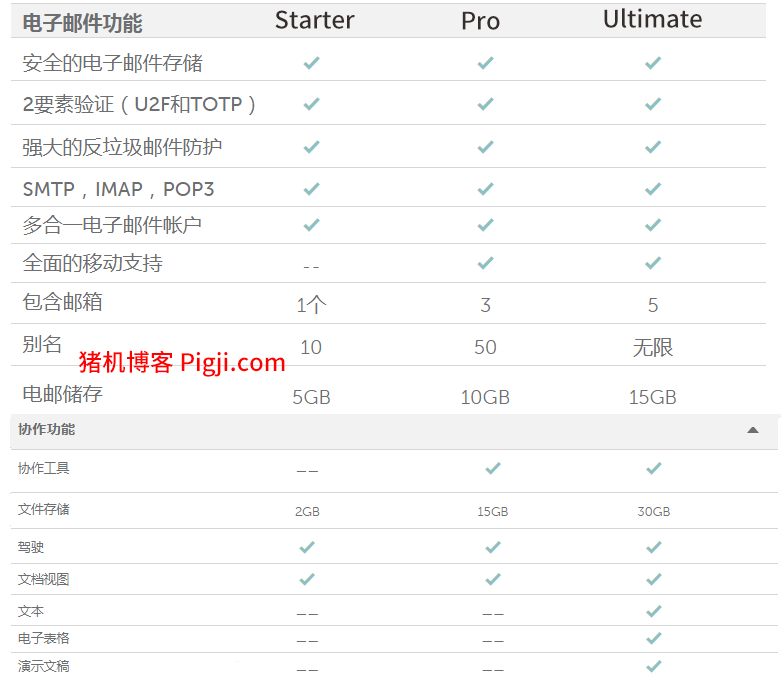 电子邮件功能 Starter Pro Ultimate
安全的电子邮件存储 ✓ ✓ ✓
2要素验证（U2F和TOTP） ✓ ✓ ✓
强大的反垃圾邮件防护 ✓ ✓ ✓
SMTP，IMAP，POP3 ✓ ✓ ✓
多合一电子邮件帐户 ✓ ✓ ✓
全面的移动支持 -- ✓ ✓
包含邮箱 1个 3 5
别名 10 50 无限
猪机博客 Pigji.com
电邮储存 5GB 10GB 15GB
协作功能
协作工具 -- ✓ ✓
文件存储 2GB 15GB 30GB
驾驶 ✓ ✓ ✓
文档视图 ✓ ✓ ✓
文本 -- -- ✓
电子表格 -- -- ✓
演示文稿 -- -- ✓